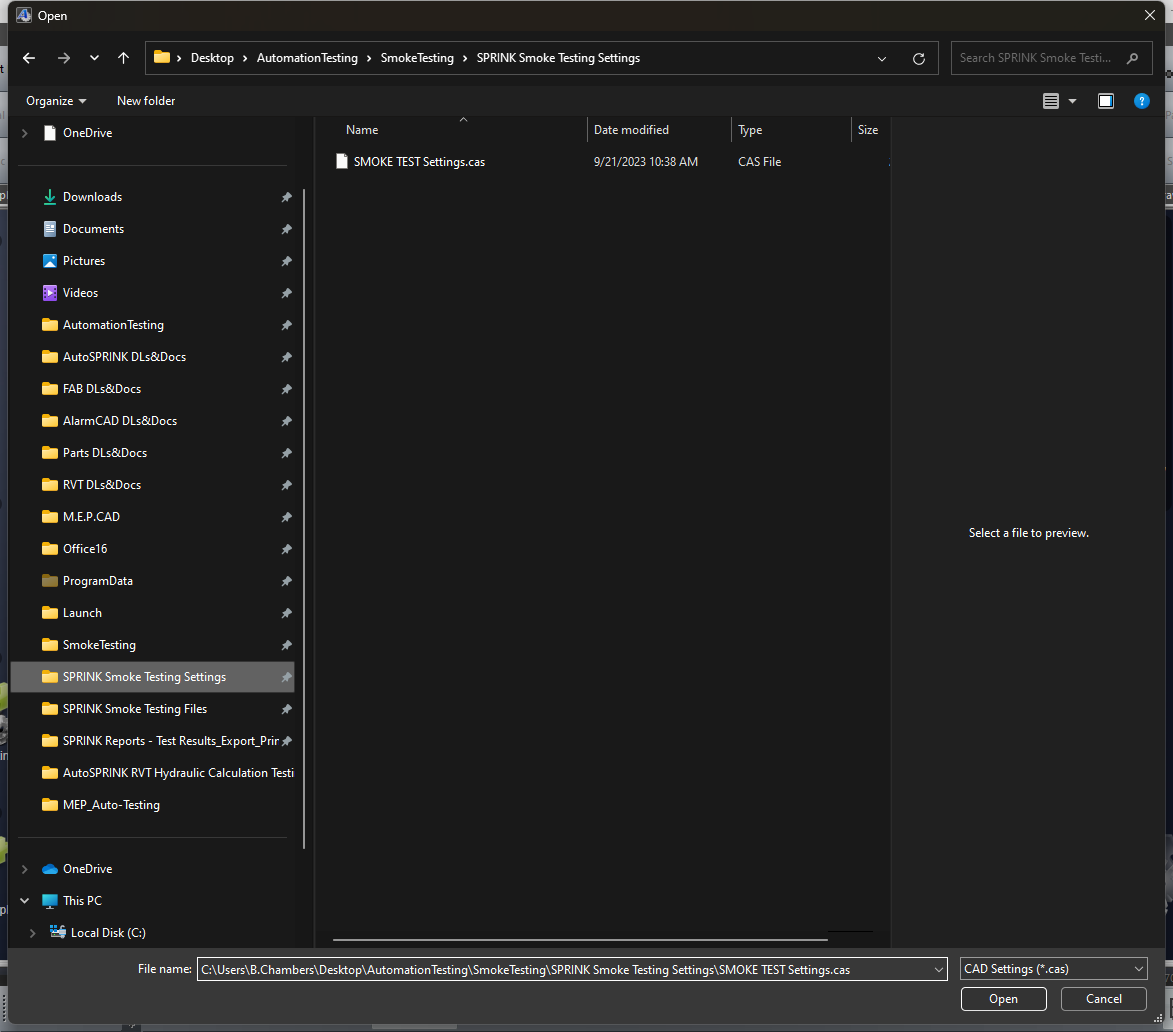 Open
Desktop > AutomationTesting > SmokeTesting > SPRINK Smoke Testing Settings
Search SPRINK Smoke Testi...
Organize
New folder
OneDrive
Downloads
Documents
Pictures
Videos
AutomationTesting
AutoSPRINK DLs&Docs
FAB DLs&Docs
AlarmCAD DLs&Docs
Parts DLs&Docs
RVT DLs&Docs
M.E.P.CAD
Office16
ProgramData
Launch
SmokeTesting
SPRINK Smoke Testing Settings
SPRINK Smoke Testing Files
SPRINK Reports - Test Results_Export_Prir
AutoSPRINK RVT Hydraulic Calculation Testi
MEP_Auto-Testing
OneDrive
This PC
Local Disk (C:)
Name Date modified Type Size
SMOKE TEST Settings.cas 9/21/2023 10:38 AM CAS File
Select a file to preview.
File name: C:\Users\B.Chambers\Desktop\AutomationTesting\SmokeTesting\SPRINK Smoke Testing Settings\SMOKE TEST Settings.cas
CAD Settings (*.cas)
Open
Cancel